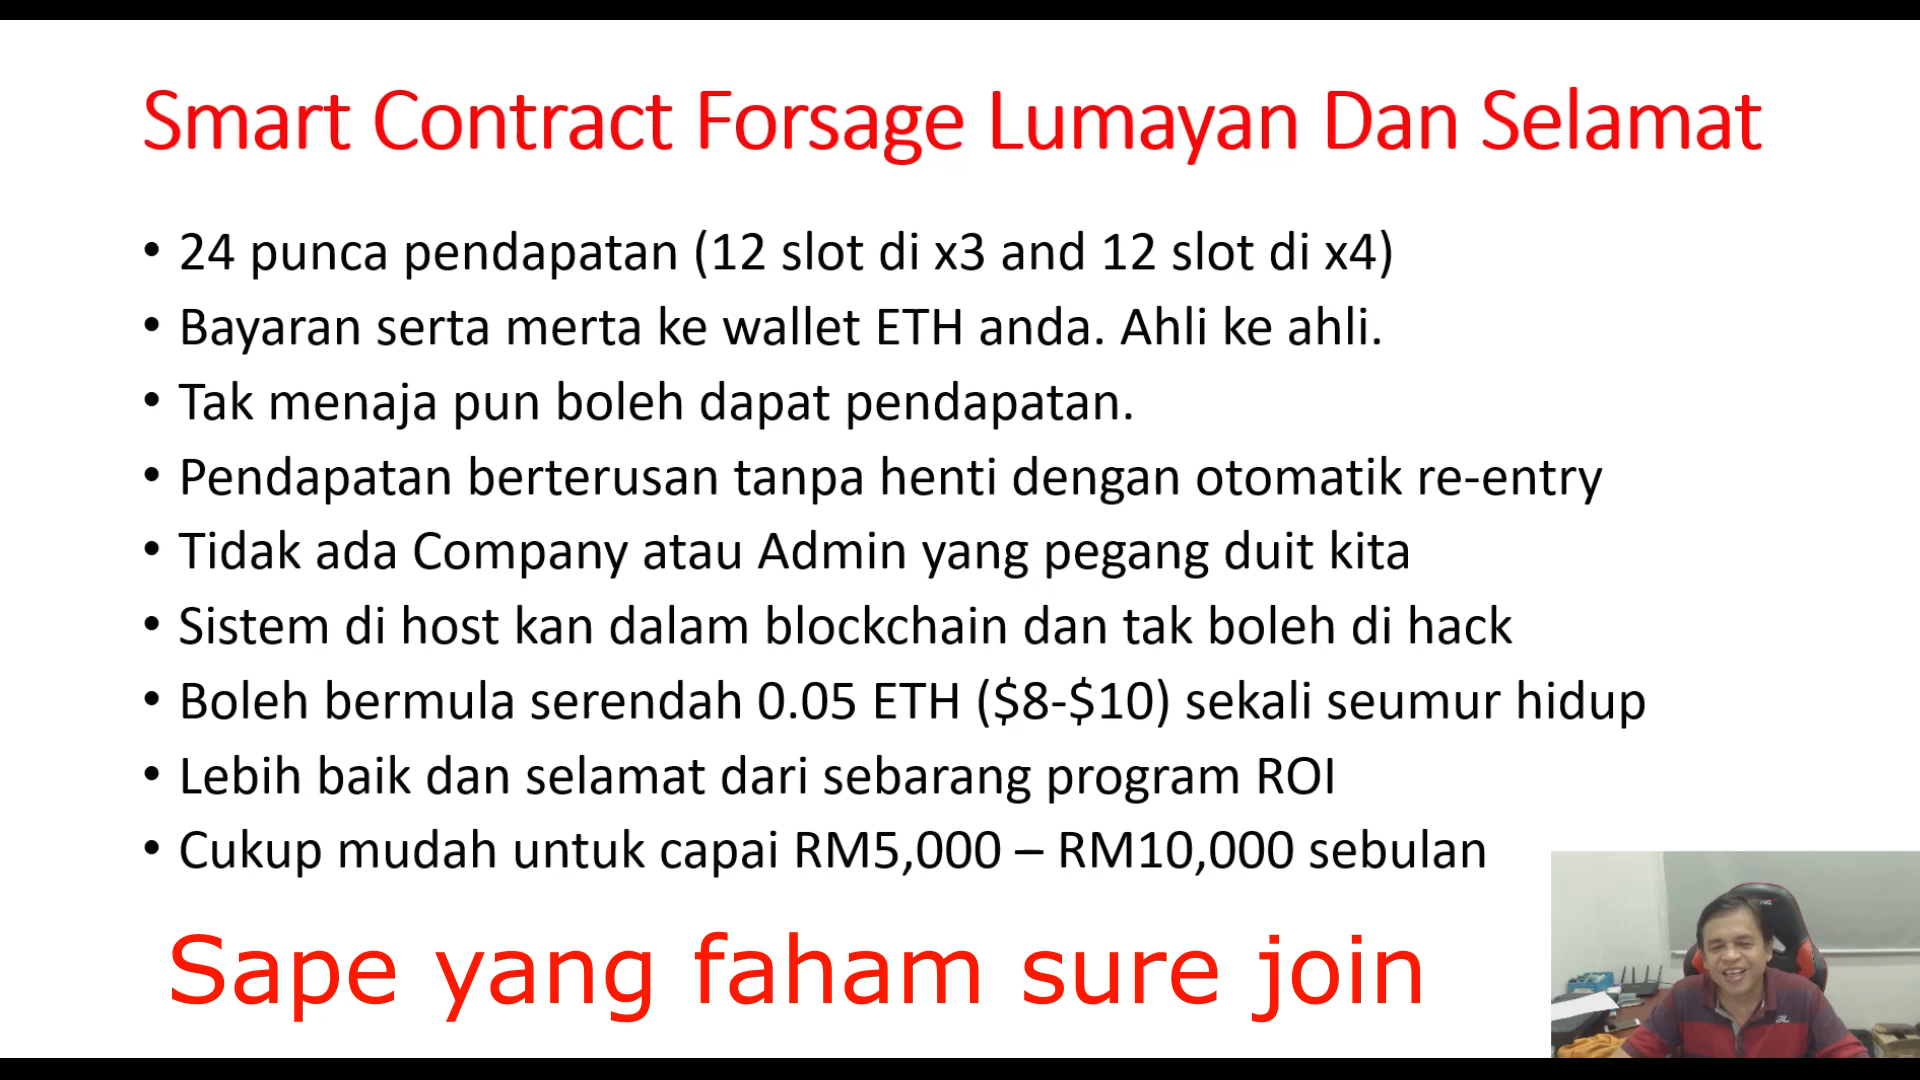 Smart Contract Forsage Lumayan Dan Selamat
• 24 punca pendapatan (12 slot di x3 and 12 slot di x4)
• Bayaran serta merta ke wallet ETH anda. Ahli ke ahli.
• Tak menaja pun boleh dapat pendapatan.
• Pendapatan berterusan tanpa henti dengan otomatik re-entry
• Tidak ada Company atau Admin yang pegang duit kita
• Sistem di host kan dalam blockchain dan tak boleh di hack
• Boleh bermula serendah 0.05 ETH ($8-$10) sekali seumur hidup
• Lebih baik dan selamat dari sebarang program ROI
• Cukup mudah untuk capai RM5,000 – RM10,000 sebulan
Sape yang faham sure join